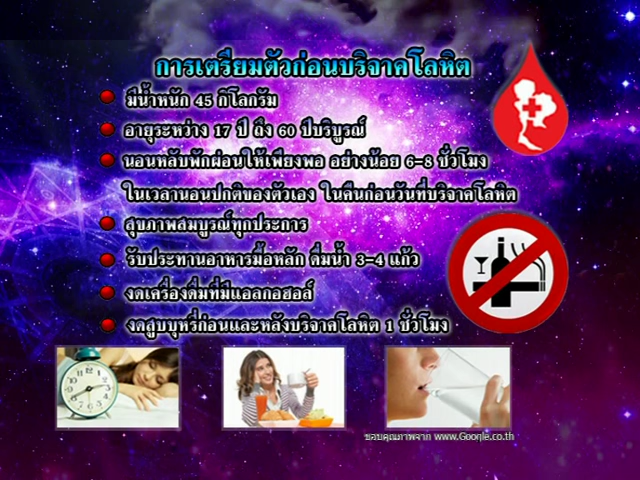 การเตรียมตัวก่อนบริจาคโลหิต
มีน้ำหนัก 45 กิโลกรัม
อายุระหว่าง 17 ปี ถึง 60 ปีบริบูรณ์
นอนหลับพักผ่อนให้เพียงพอ อย่างน้อย 6-8 ชั่วโมง
ในเวลานอนปกติของตัวเอง ในคืนก่อนวันที่บริจาคโลหิต
สุขภาพสมบูรณ์ทุกประการ
รับประทานอาหารมื้อหลัก ดื่มน้ำ 3-4 แก้ว
งดเครื่องดื่มที่มีแอลกอฮอล์
งดสูบบุหรี่ก่อนและหลังบริจาคโลหิต 1 ชั่วโมง
ขอบคุณภาพจาก www.Google.co.th